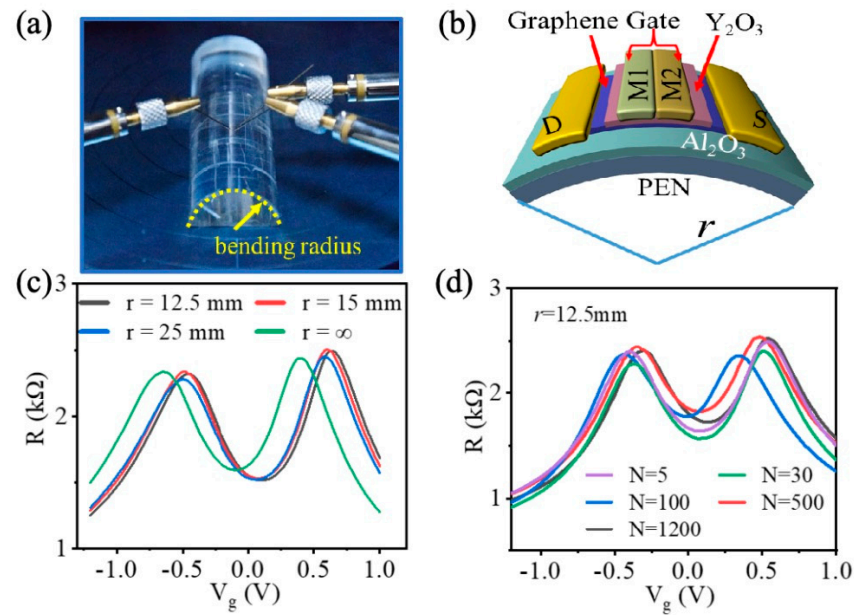 (a)
bending radius
(b)
Graphene Gate Y₂O₃
M1 M2
D S
Al₂O₃
PEN
r
(c)
r = 12.5 mm r = 15 mm
r = 25 mm r = ∞
3
2
1
R (kΩ)
-1.0 -0.5 0.0 0.5 1.0
V_g (V)
(d)
r=12.5mm
3
2
1
R (kΩ)
N=5 N=30
N=100 N=500
N=1200
-1.0 -0.5 0.0 0.5 1.0
V_g (V)